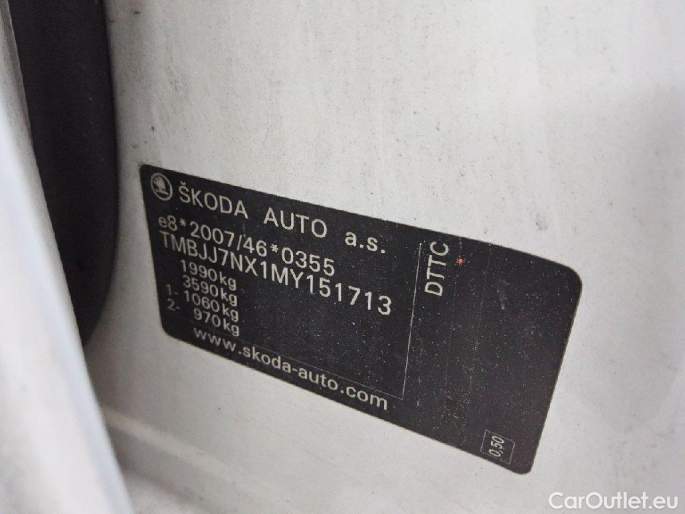 ŠKODA AUTO a.s.
e8*2007/46*0355
TMBJJ7NX1MY151713
1990kg
3590kg
1- 1060kg
2- 970kg
www.skoda-auto.com
DTTC
0,50
CarOutlet.eu